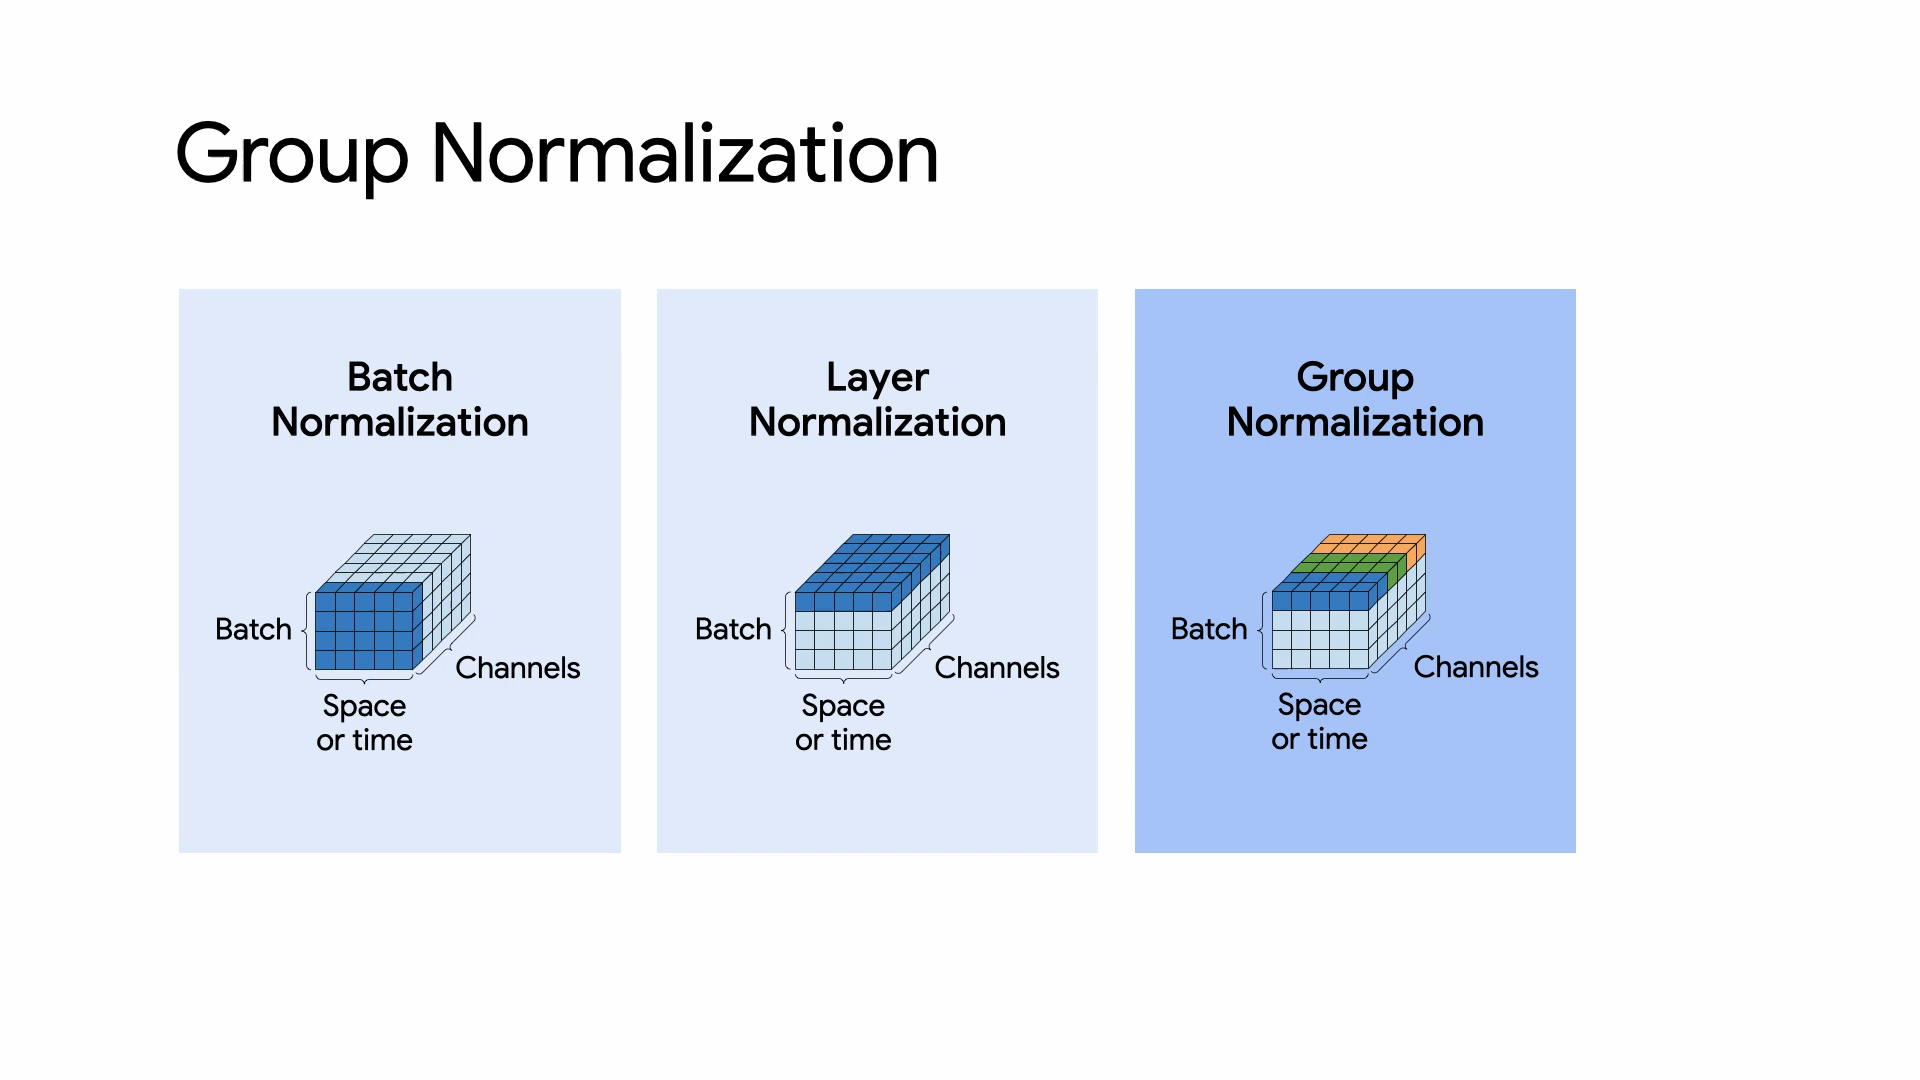 Group Normalization
Batch
Normalization
Batch
Channels
Space
or time
Layer
Normalization
Batch
Channels
Space
or time
Group
Normalization
Batch
Channels
Space
or time